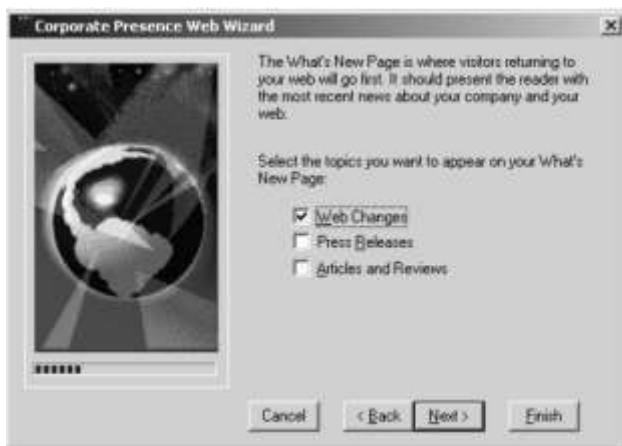 Corporate Presence Web Wizard
The What's New Page is where visitors returning to
your web will go first. It should present the reader with
the most recent news about your company and your
web.
Select the topics you want to appear on your What's
New Page:
Web Changes
Press Releases
Articles and Reviews
Cancel
< Back
Next >
Finish